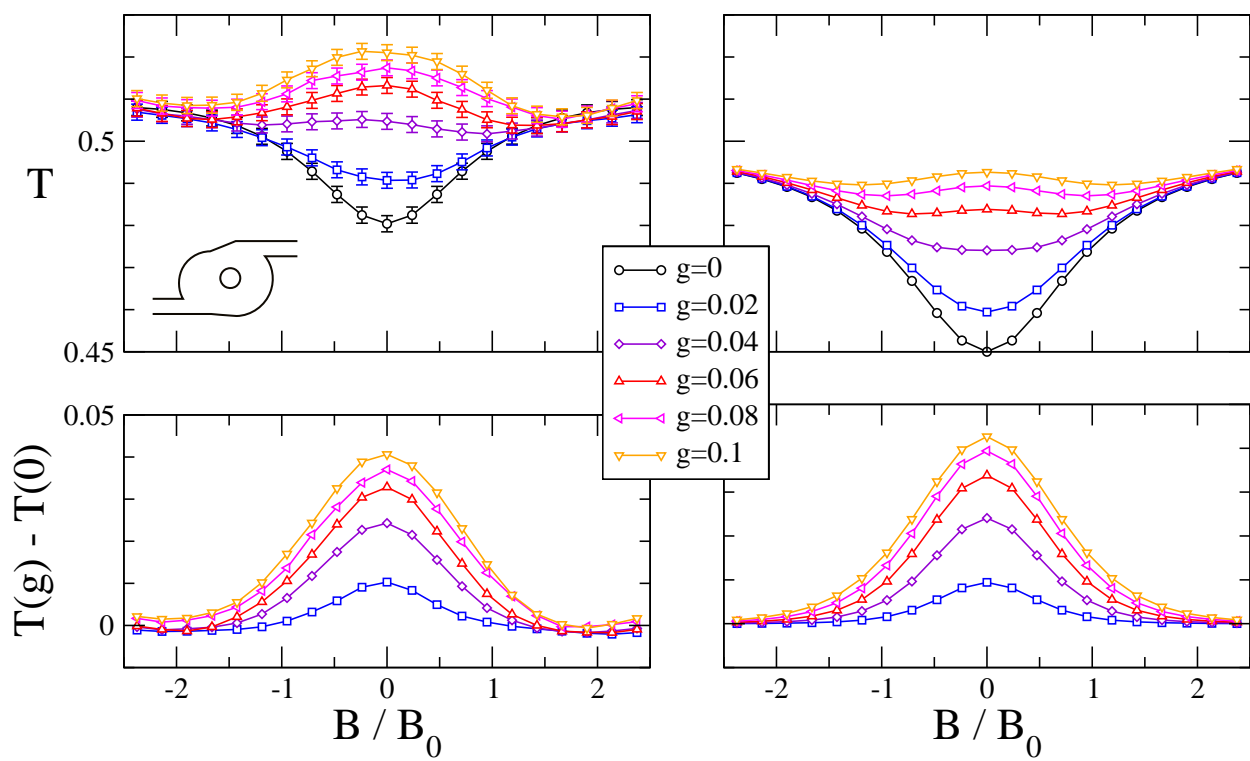 T
0.5
0.45
g=0
g=0.02
g=0.04
g=0.06
g=0.08
g=0.1
T(g) - T(0)
0.05
0
-2 -1 0 1 2
B / B0
-2 -1 0 1 2
B / B0